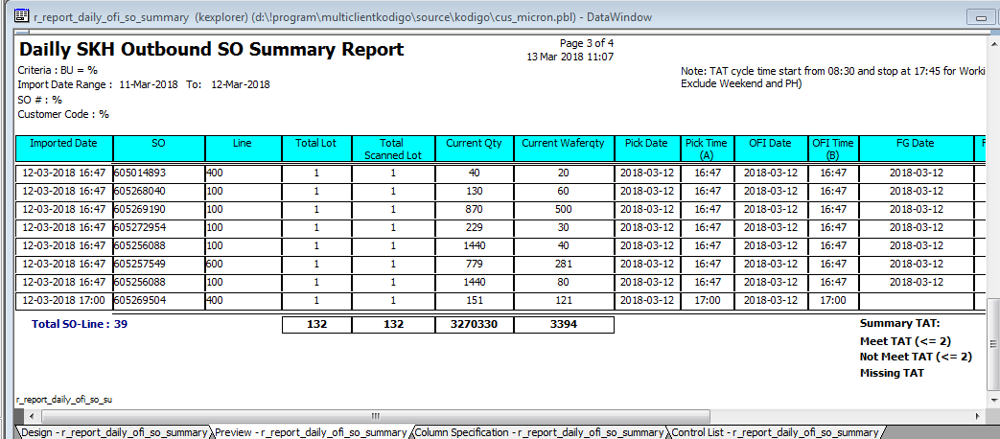 r_report_daily_ofi_so_summary (kexplorer) (d:\!program\multiclientkodigo\source\kodigo\cus_micron.pbl) - DataWindow
Dailly SKH Outbound SO Summary Report
Page 3 of 4
13 Mar 2018 11:07
Criteria : BU = %
Import Date Range : 11-Mar-2018 To: 12-Mar-2018
SO # : %
Customer Code : %
Note: TAT cycle time start from 08:30 and stop at 17:45 for Worki
Exclude Weekend and PH)
Imported Date SO Line Total Lot Total Scanned Lot Current Qty Current Waferqty Pick Date Pick Time (A) OFI Date OFI Time (B) FG Date F
12-03-2018 16:47 605014893 400 1 1 40 20 2018-03-12 16:47 2018-03-12 16:47 2018-03-12
12-03-2018 16:47 605268040 100 1 1 130 60 2018-03-12 16:47 2018-03-12 16:47 2018-03-12
12-03-2018 16:47 605269190 100 1 1 870 500 2018-03-12 16:47 2018-03-12 16:47 2018-03-12
12-03-2018 16:47 605272954 100 1 1 229 30 2018-03-12 16:47 2018-03-12 16:47 2018-03-12
12-03-2018 16:47 605256088 100 1 1 1440 40 2018-03-12 16:47 2018-03-12 16:47 2018-03-12
12-03-2018 16:47 605257549 600 1 1 779 281 2018-03-12 16:47 2018-03-12 16:47 2018-03-12
12-03-2018 16:47 605256088 100 1 1 1440 80 2018-03-12 16:47 2018-03-12 16:47 2018-03-12
12-03-2018 17:00 605269504 400 1 1 151 121 2018-03-12 17:00 2018-03-12 17:00
Total SO-Line : 39 132 132 3270330 3394
Summary TAT:
Meet TAT (<= 2)
Not Meet TAT (<= 2)
Missing TAT
r_report_daily_ofi_so_su
Design - r_report_daily_ofi_so_summary Preview - r_report_daily_ofi_so_summary Column Specification - r_report_daily_ofi_so_summary Control List - r_report_daily_ofi_so_summary